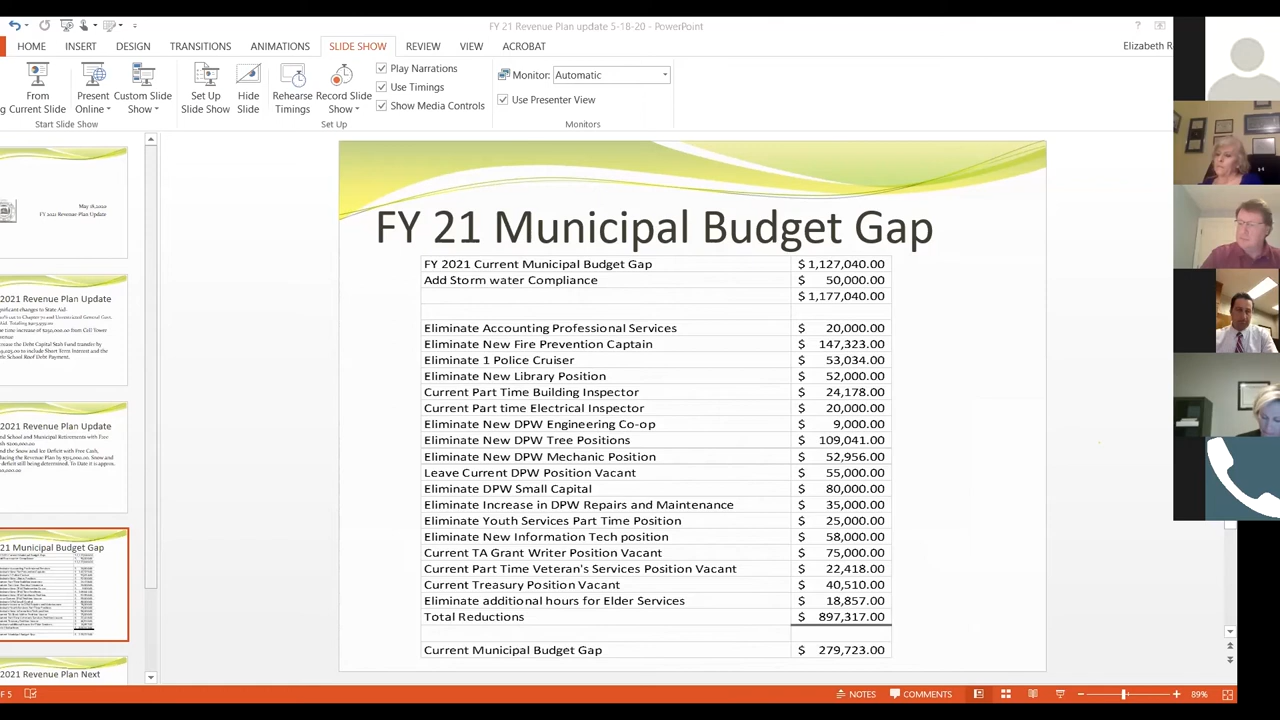 FY 21 Revenue Plan update 5-18-20 - PowerPoint
?
HOME INSERT DESIGN TRANSITIONS ANIMATIONS SLIDE SHOW REVIEW VIEW ACROBAT
Elizabeth R
From
Current Slide
Present
Online
Custom Slide
Show
Set Up
Slide Show
Hide
Slide
Rehearse
Timings
Record Slide
Show
Play Narrations
Use Timings
Show Media Controls
Monitor: Automatic
Use Presenter View
Start Slide Show
Set Up
Monitors
May 18, 2020
FY 2021 Revenue Plan Update
2021 Revenue Plan Update
2021 Revenue Plan Update
21 Municipal Budget Gap
2021 Revenue Plan Next
FY 21 Municipal Budget Gap
FY 2021 Current Municipal Budget Gap $ 1,127,040.00
Add Storm water Compliance $ 50,000.00
$ 1,177,040.00
Eliminate Accounting Professional Services $ 20,000.00
Eliminate New Fire Prevention Captain $ 147,323.00
Eliminate 1 Police Cruiser $ 53,034.00
Eliminate New Library Position $ 52,000.00
Current Part Time Building Inspector $ 24,178.00
Current Part time Electrical Inspector $ 20,000.00
Eliminate New DPW Engineering Co-op $ 9,000.00
Eliminate New DPW Tree Positions $ 109,041.00
Eliminate New DPW Mechanic Position $ 52,956.00
Leave Current DPW Position Vacant $ 55,000.00
Eliminate DPW Small Capital $ 80,000.00
Eliminate Increase in DPW Repairs and Maintenance $ 35,000.00
Eliminate Youth Services Part Time Position $ 25,000.00
Eliminate New Information Tech position $ 58,000.00
Current TA Grant Writer Position Vacant $ 75,000.00
Current Part Time Veteran's Services Position Vacant $ 22,418.00
Current Treasury Position Vacant $ 40,510.00
Eliminate additional hours for Elder Services $ 18,857.00
Total Reductions $ 897,317.00
Current Municipal Budget Gap $ 279,723.00
OF 5
NOTES COMMENTS 89%